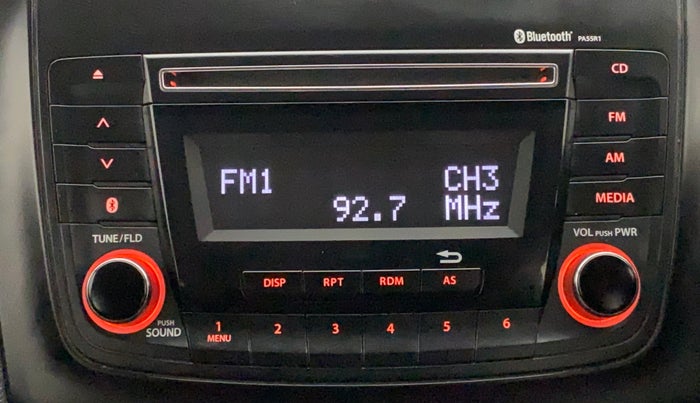 Bluetooth® PA55R1
CD
FM
AM
MEDIA
FM1 CH3
92.7 MHz
TUNE/FLD
VOL PUSH PWR
DISP RPT RDM AS
PUSH
SOUND
1 2 3 4 5 6
MENU